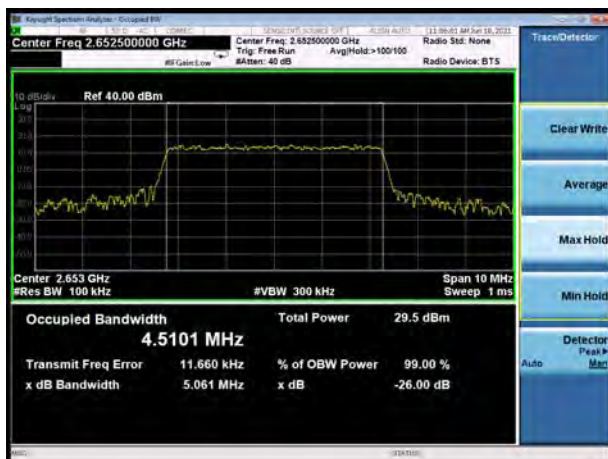 Keysight Spectrum Analyzer - Occupied BW
Center Freq 2.652500000 GHz
Center Freq: 2.652500000 GHz
Radio Std: None
Trig: Free Run
Avg|Hold:>100/100
#IFGain:Low
#Atten: 40 dB
Radio Device: BTS
Trace/Detector
10 dB/div
Ref 40.00 dBm
Log
Clear Write
Average
Max Hold
Min Hold
Center 2.653 GHz
Span 10 MHz
#Res BW 100 kHz
#VBW 300 kHz
Sweep 1 ms
Occupied Bandwidth
Total Power
29.5 dBm
4.5101 MHz
Transmit Freq Error
11.660 kHz
% of OBW Power
99.00 %
x dB Bandwidth
5.061 MHz
x dB
-26.00 dB
Detector
Peak
Auto
Man
MSG
STATUS